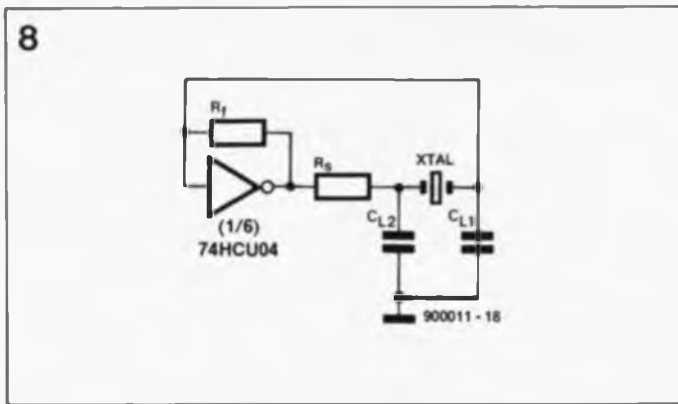 8
Rf
Rs
XTAL
CL2
CL1
(1/6)
74HCU04
900011 - 18